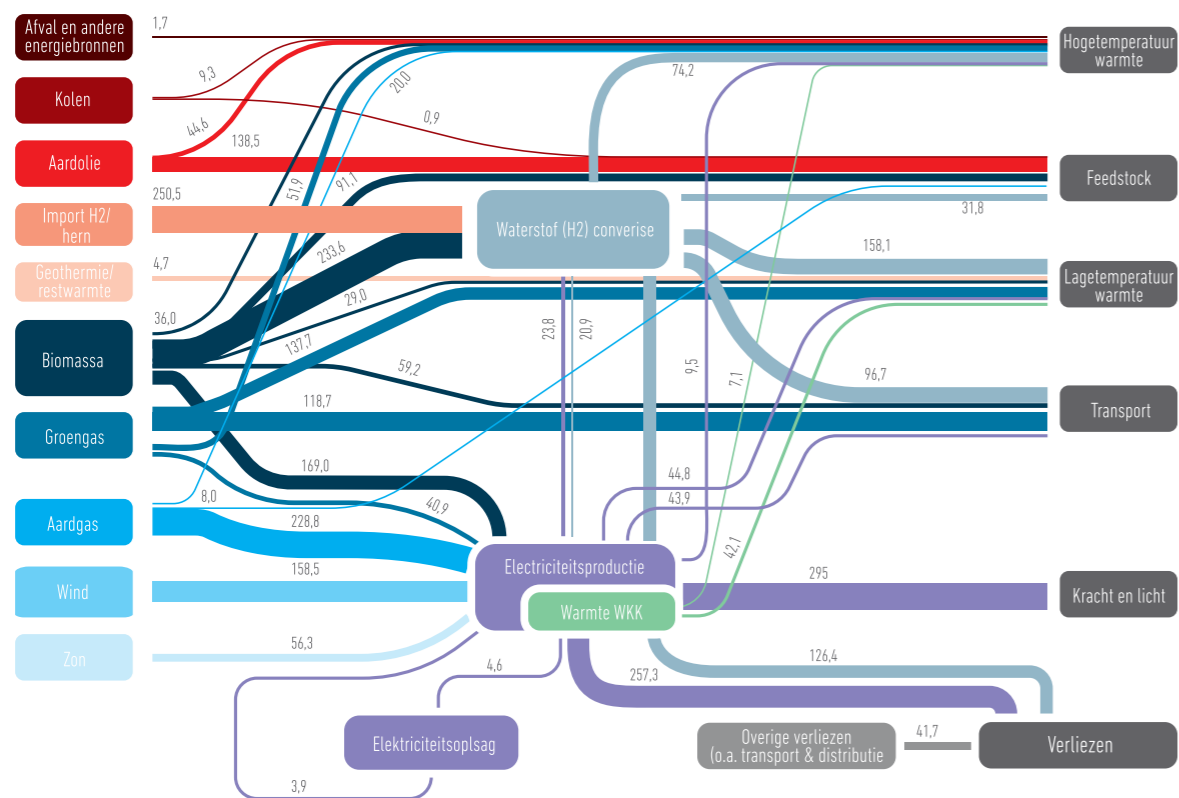 Afval en andere
energiebronnen
1,7
Hogetemperatuur
warmte
74,2
20,0
9,3
Kolen
0,9
44,6
138,5
Aardolie
Feedstock
51,9
91,1
250,5
31,8
Import H2/
hern
Waterstof (H2) converise
233,6
158,1
4,7
Geothermie/
restwarmte
Lagetemperatuur
warmte
29,0
36,0
23,8
20,9
137,7
Biomassa
59,2
9,5
7,1
96,7
118,7
Transport
Groengas
169,0
44,8
8,0
40,9
43,9
Aardgas
228,8
42,1
Electriciteitsproductie
158,5
295
Wind
Kracht en licht
Warmte WKK
56,3
Zon
4,6
126,4
257,3
41,7
Elektriciteitsoplsag
Overige verliezen
(o.a. transport & distributie
Verliezen
3,9